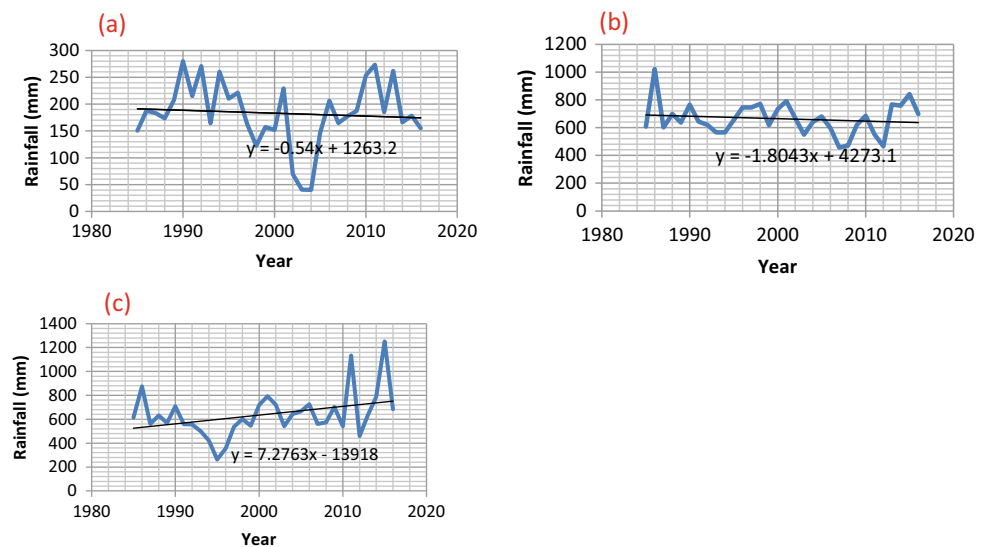 (a)
300
250
200
150
100
50
0
Rainfall (mm)
y = -0.54x + 1263.2
1980 1990 2000 2010 2020
Year
(b)
1200
1000
800
600
400
200
0
Rainfall (mm)
y = -1.8043x + 4273.1
1980 1990 2000 2010 2020
Year
(c)
1400
1200
1000
800
600
400
200
0
Rainfall (mm)
y = 7.2763x - 13918
1980 1990 2000 2010 2020
Year